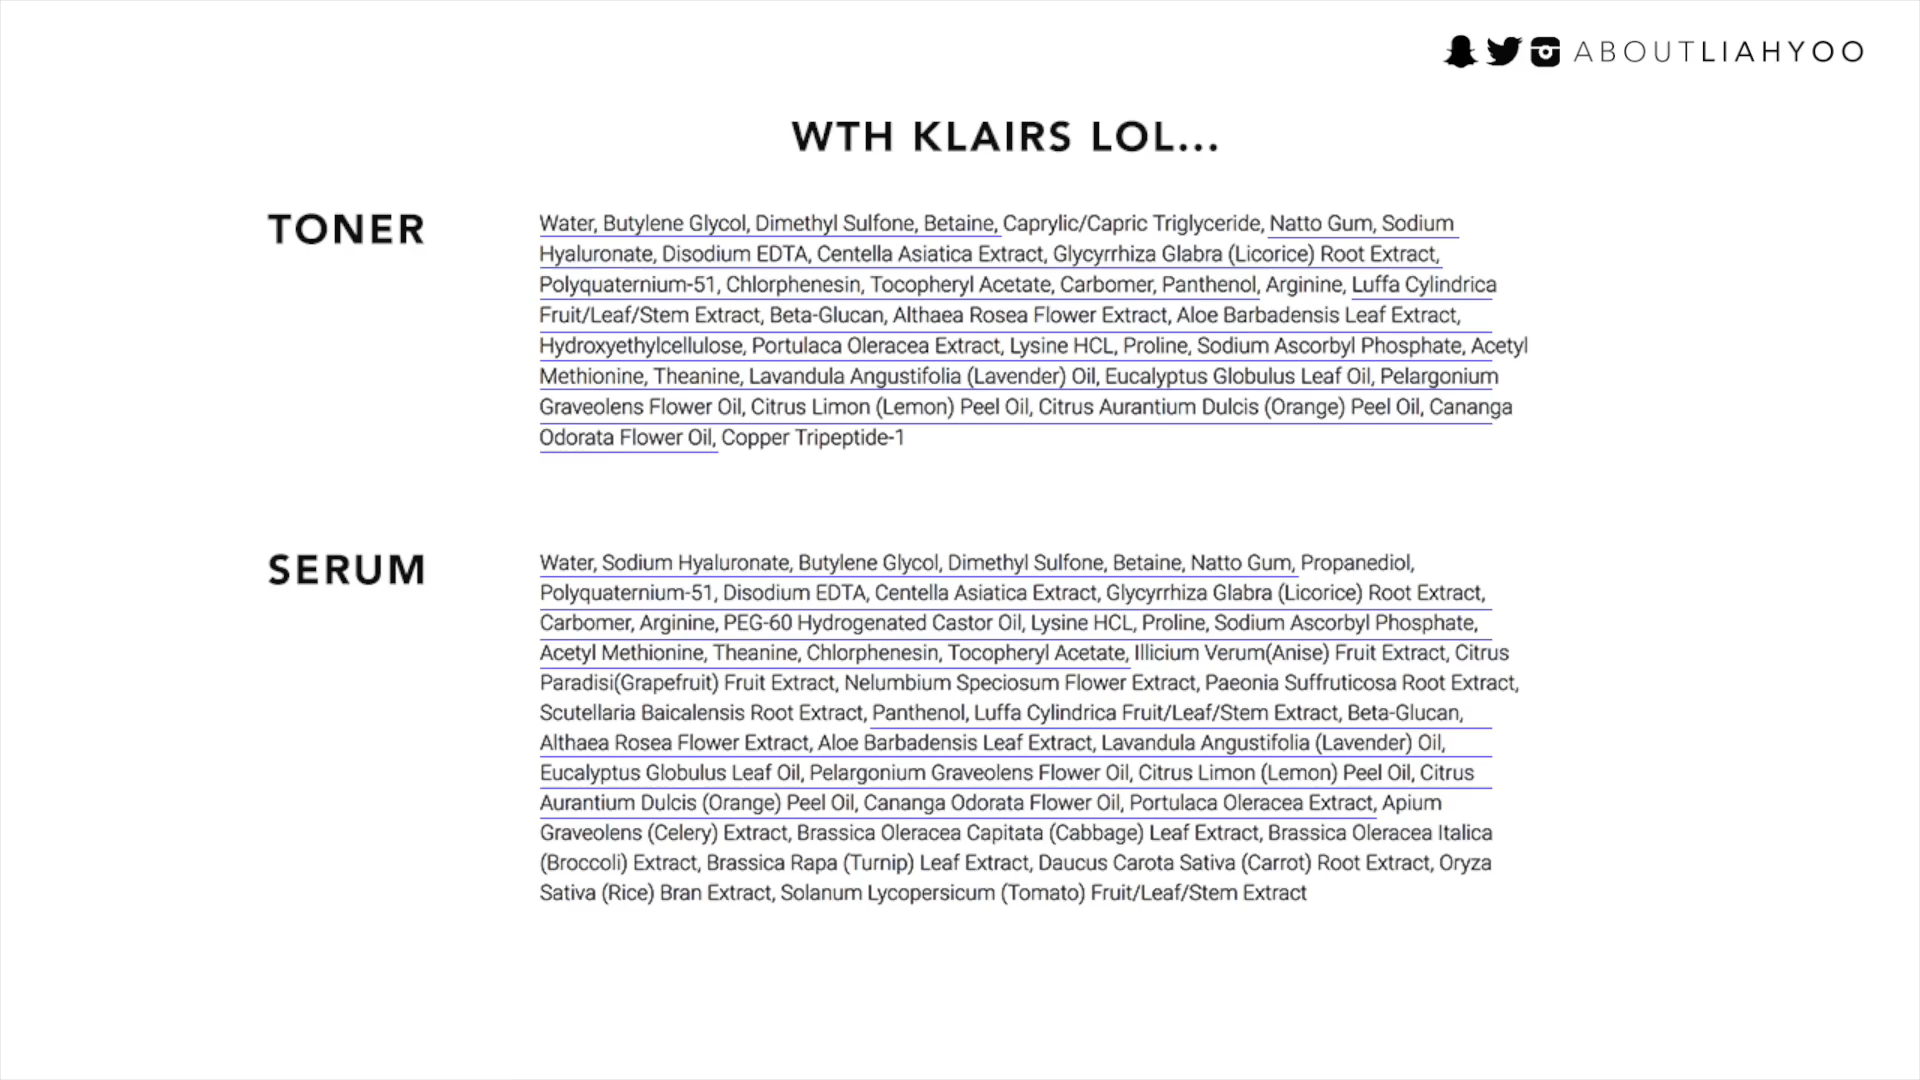 ABOUTLIAHYOO
WTH KLAIRS LOL...
TONER
Water, Butylene Glycol, Dimethyl Sulfone, Betaine, Caprylic/Capric Triglyceride, Natto Gum, Sodium
Hyaluronate, Disodium EDTA, Centella Asiatica Extract, Glycyrrhiza Glabra (Licorice) Root Extract,
Polyquaternium-51, Chlorphenesin, Tocopheryl Acetate, Carbomer, Panthenol, Arginine, Luffa Cylindrica
Fruit/Leaf/Stem Extract, Beta-Glucan, Althaea Rosea Flower Extract, Aloe Barbadensis Leaf Extract,
Hydroxyethylcellulose, Portulaca Oleracea Extract, Lysine HCL, Proline, Sodium Ascorbyl Phosphate, Acetyl
Methionine, Theanine, Lavandula Angustifolia (Lavender) Oil, Eucalyptus Globulus Leaf Oil, Pelargonium
Graveolens Flower Oil, Citrus Limon (Lemon) Peel Oil, Citrus Aurantium Dulcis (Orange) Peel Oil, Cananga
Odorata Flower Oil, Copper Tripeptide-1
SERUM
Water, Sodium Hyaluronate, Butylene Glycol, Dimethyl Sulfone, Betaine, Natto Gum, Propanediol,
Polyquaternium-51, Disodium EDTA, Centella Asiatica Extract, Glycyrrhiza Glabra (Licorice) Root Extract,
Carbomer, Arginine, PEG-60 Hydrogenated Castor Oil, Lysine HCL, Proline, Sodium Ascorbyl Phosphate,
Acetyl Methionine, Theanine, Chlorphenesin, Tocopheryl Acetate, Illicium Verum(Anise) Fruit Extract, Citrus
Paradisi(Grapefruit) Fruit Extract, Nelumbium Speciosum Flower Extract, Paeonia Suffruticosa Root Extract,
Scutellaria Baicalensis Root Extract, Panthenol, Luffa Cylindrica Fruit/Leaf/Stem Extract, Beta-Glucan,
Althaea Rosea Flower Extract, Aloe Barbadensis Leaf Extract, Lavandula Angustifolia (Lavender) Oil,
Eucalyptus Globulus Leaf Oil, Pelargonium Graveolens Flower Oil, Citrus Limon (Lemon) Peel Oil, Citrus
Aurantium Dulcis (Orange) Peel Oil, Cananga Odorata Flower Oil, Portulaca Oleracea Extract, Apium
Graveolens (Celery) Extract, Brassica Oleracea Capitata (Cabbage) Leaf Extract, Brassica Oleracea Italica
(Broccoli) Extract, Brassica Rapa (Turnip) Leaf Extract, Daucus Carota Sativa (Carrot) Root Extract, Oryza
Sativa (Rice) Bran Extract, Solanum Lycopersicum (Tomato) Fruit/Leaf/Stem Extract